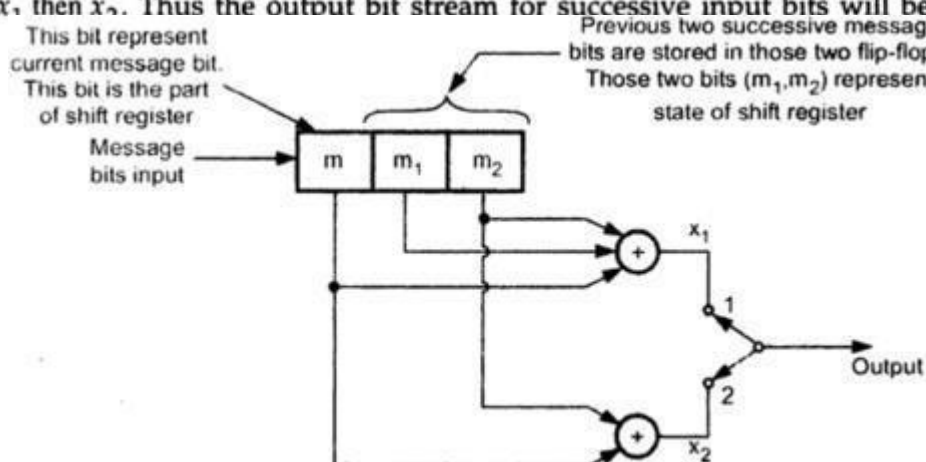 x₁ then x₂. Thus the output bit stream for successive input bits will be
This bit represent
current message bit.
This bit is the part
of shift register
Previous two successive messag
bits are stored in those two flip-flop
Those two bits (m₁,m₂) represen
state of shift register
Message
bits input
m
m₁
m₂
+
x₁
1
Output
2
+
x₂